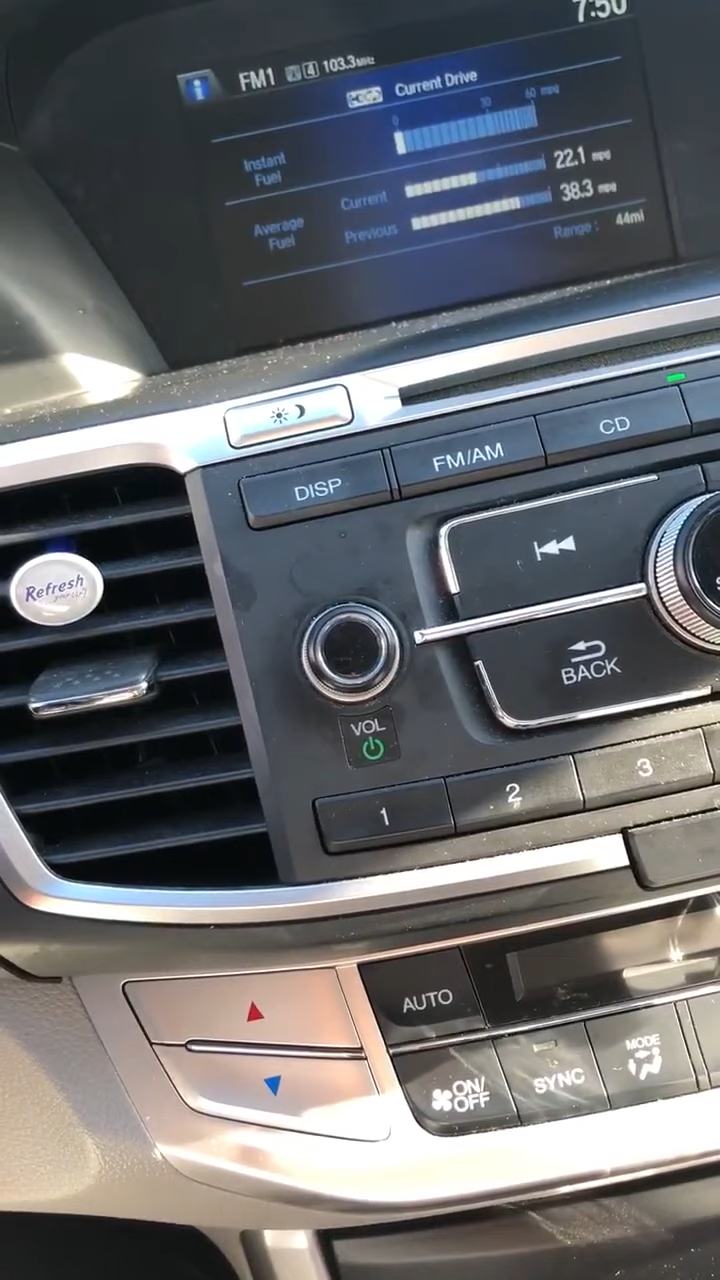 7:50
FM1 4 103.3MHz
Current Drive
0 30 60 mpg
Instant
Fuel
Average
Fuel
Current 22.1 mpg
Previous 38.3 mpg
Range: 44mi
DISP
FM/AM
CD
Refresh
BACK
VOL
1
2
3
AUTO
ON/
OFF
SYNC
MODE